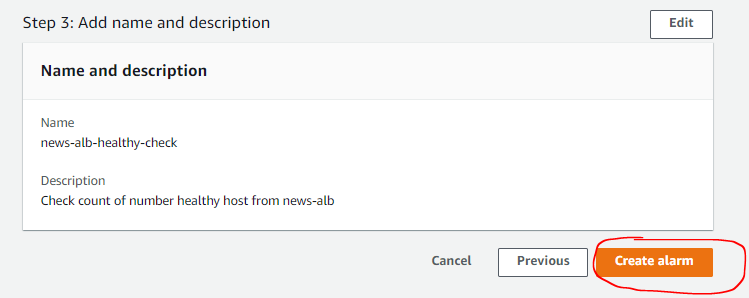 Step 3: Add name and description
Edit
Name and description
Name
news-alb-healthy-check
Description
Check count of number healthy host from news-alb
Cancel
Previous
Create alarm